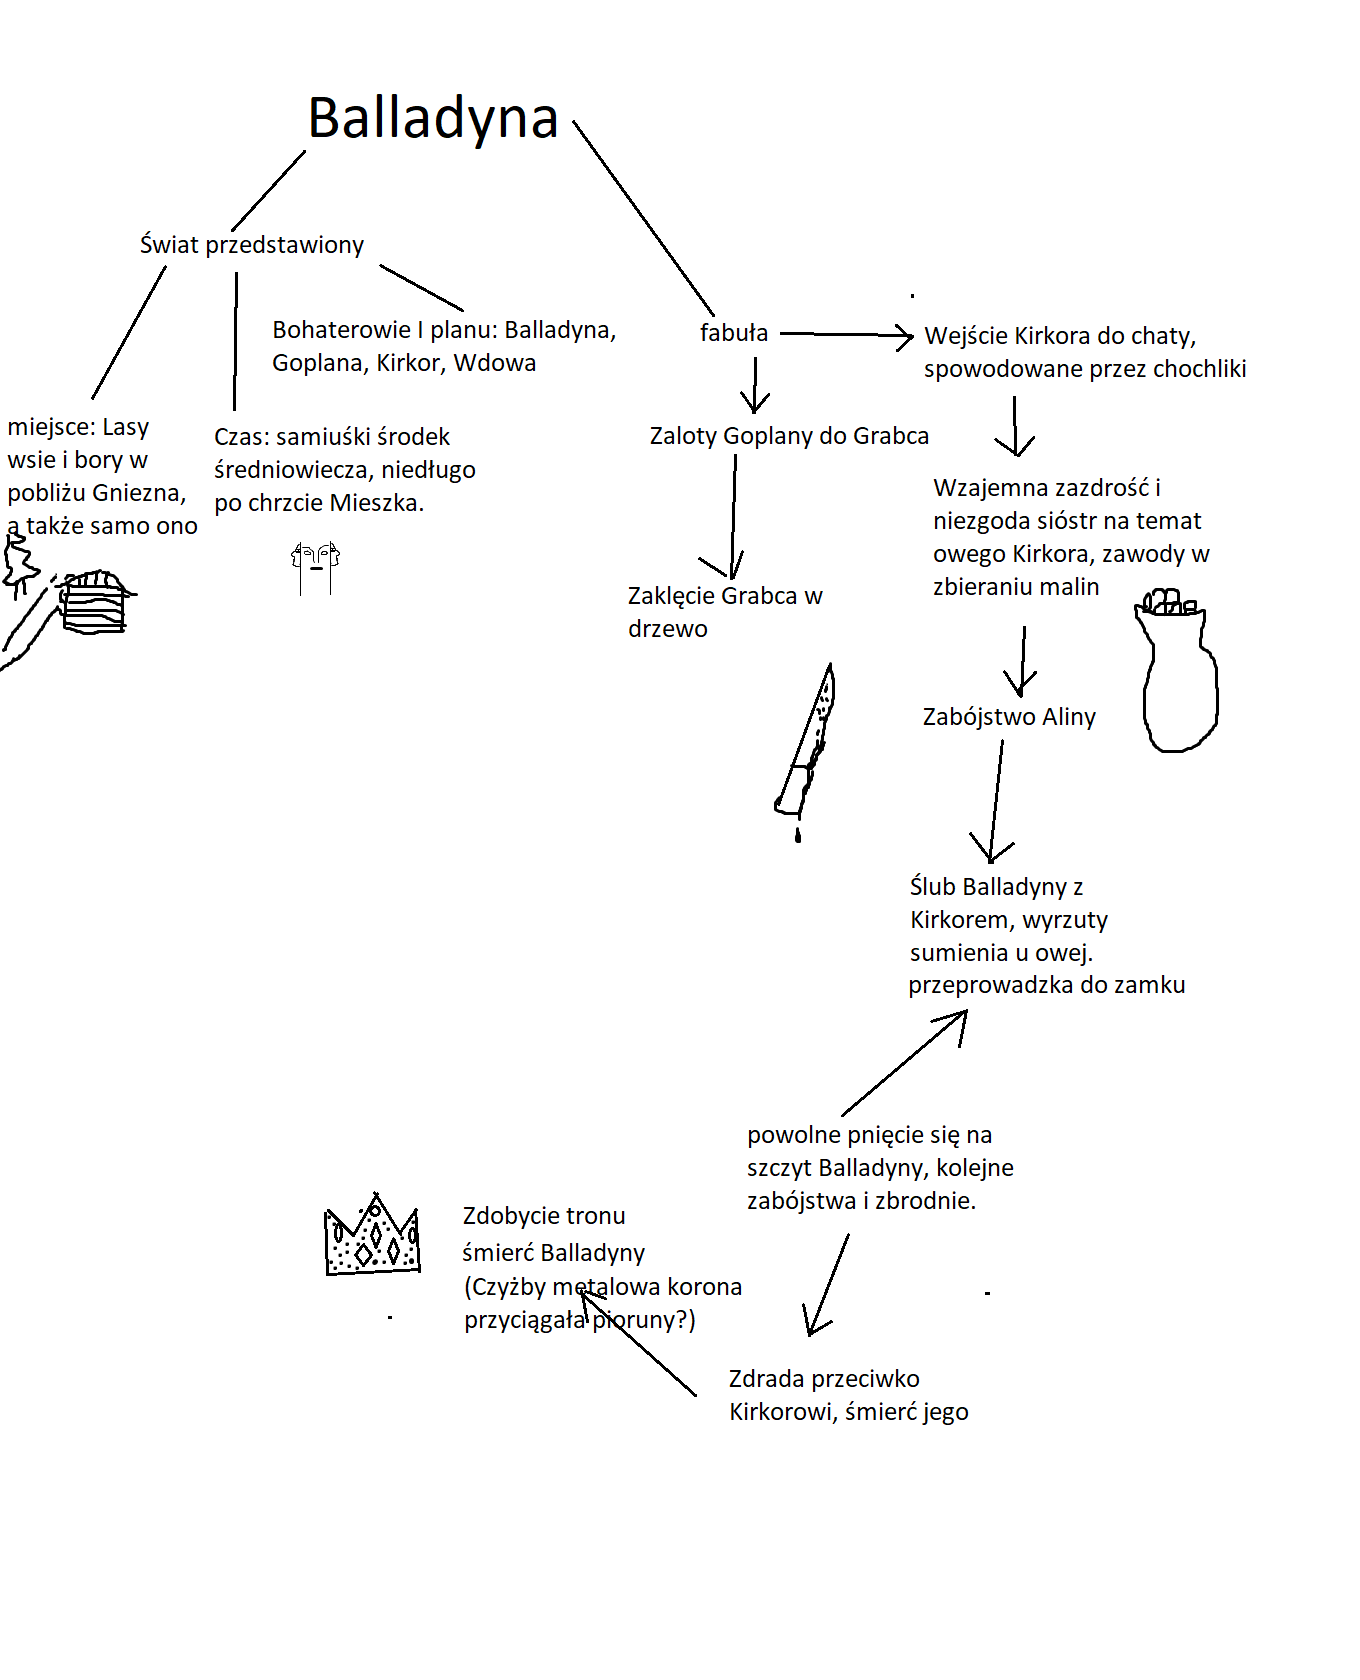 Balladyna
Świat przedstawiony
Bohaterowie I planu: Balladyna,
Goplana, Kirkor, Wdowa
miejsce: Lasy
wsie i bory w
pobliżu Gniezna,
a także samo ono
Czas: samiuśki środek
średniowiecza, niedługo
po chrzcie Mieszka.
fabuła
Zaloty Goplany do Grabca
Zaklęcie Grabca w
drzewo
Wejście Kirkora do chaty,
spowodowane przez chochliki
Wzajemna zazdrość i
niezgoda sióstr na temat
owego Kirkora, zawody w
zbieraniu malin
Zabójstwo Aliny
Ślub Balladyny z
Kirkorem, wyrzuty
sumienia u owej.
przeprowadzka do zamku
powolne pnięcie się na
szczyt Balladyny, kolejne
zabójstwa i zbrodnie.
Zdrada przeciwko
Kirkorowi, śmierć jego
Zdobycie tronu
śmierć Balladyny
(Czyżby metalowa korona
przyciągała pioruny?)